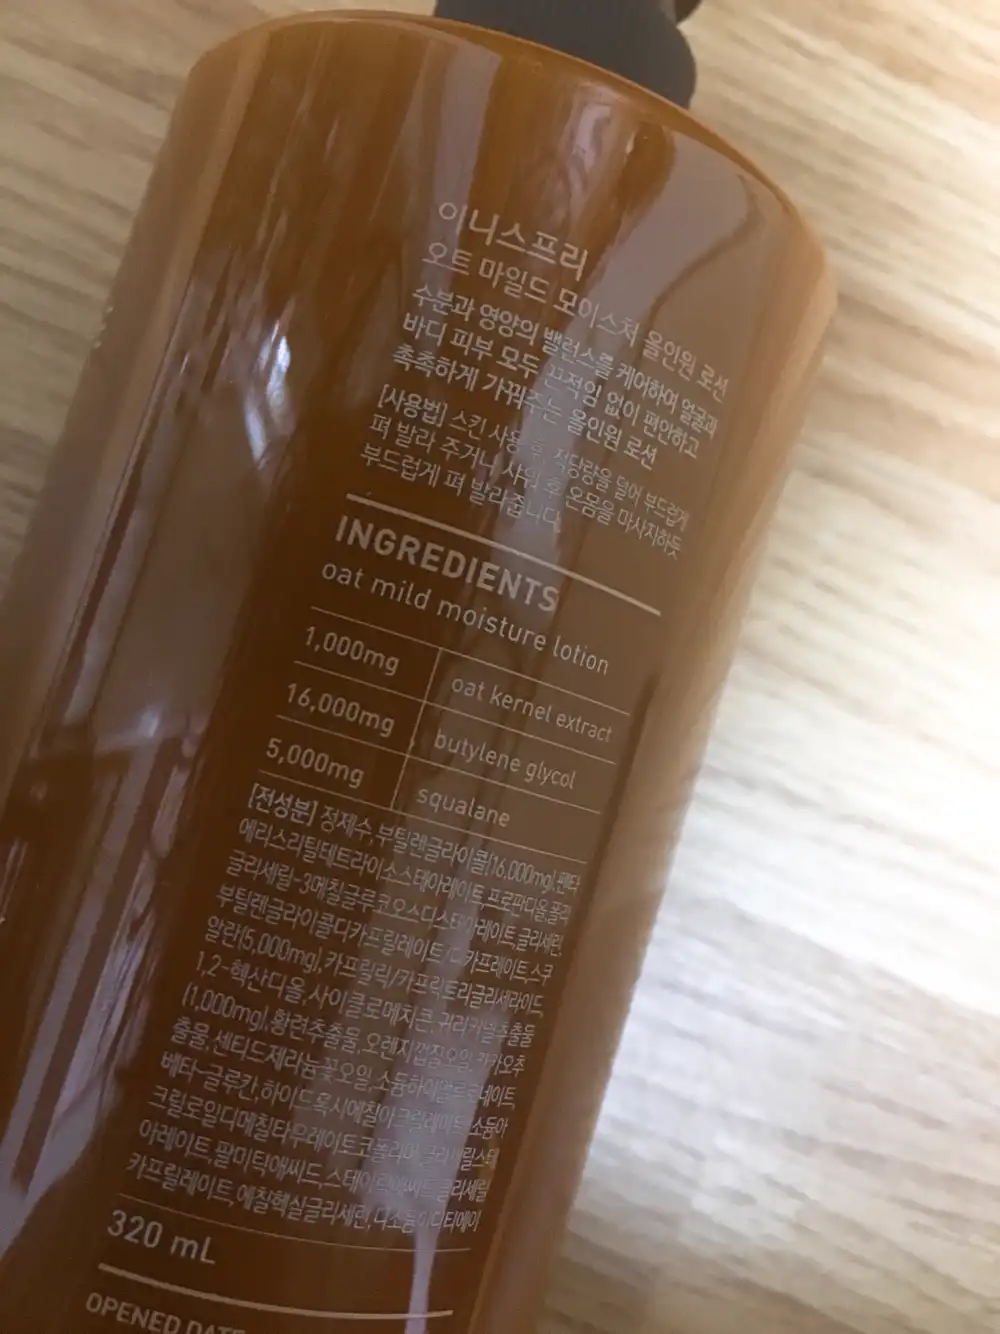 이니스프리
오트 마일드 모이스처 올인원 로션
수분과 영양의 밸런스를 케어하여 얼굴과
바디 피부 모두 끈적임 없이 편안하고
촉촉하게 가꿔주는 올인원 로션
[사용법] 스킨 사용 후, 적당량을 덜어 부드럽게
펴 발라 주거나 샤워 후 온몸을 마사지하듯
부드럽게 펴 발라줍니다.
INGREDIENTS
oat mild moisture lotion
1,000mg oat kernel extract
16,000mg butylene glycol
5,000mg squalane
[전성분] 정제수, 부틸렌글라이콜(16,000mg), 펜타
에리스리틸테트라이소스테아레이트, 프로판디올, 폴리
글리세릴-3메칠글루코오스디스테아레이트, 글리세린,
부틸렌글라이콜디카프릴레이트/디카프레이트, 스쿠
알란(5,000mg), 카프릴릭/카프릭트리글리세라이드,
1,2-헥산디올, 사이클로메치콘, 귀리커널추출물
(1,000mg), 황련추출물, 오렌지껍질오일, 카카오추
출물, 센티드제라늄꽃오일, 소듐하이알루로네이트,
베타-글루칸, 하이드록시에칠아크릴레이트/소듐아
크릴로일디메칠타우레이트코폴리머, 글리세릴스테
아레이트, 팔미틱애씨드, 스테아릭애씨드, 글리세릴
카프릴레이트, 에칠헥실글리세린, 디소듐이디티에이
320 mL
OPENED DATE